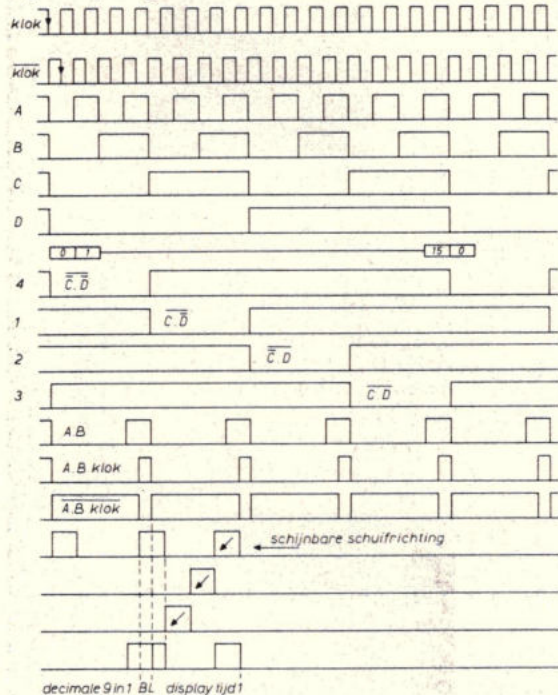 klok
k̅l̅o̅k̅
A
B
C
D
0 1 15 0
4 C̅.D̅
1 C.D̅
2 C̅.D
3 C.D
A.B
A.B klok
A.B klok
schijnbare schuifrichting
decimale 9 in 1 BL display tijd 1